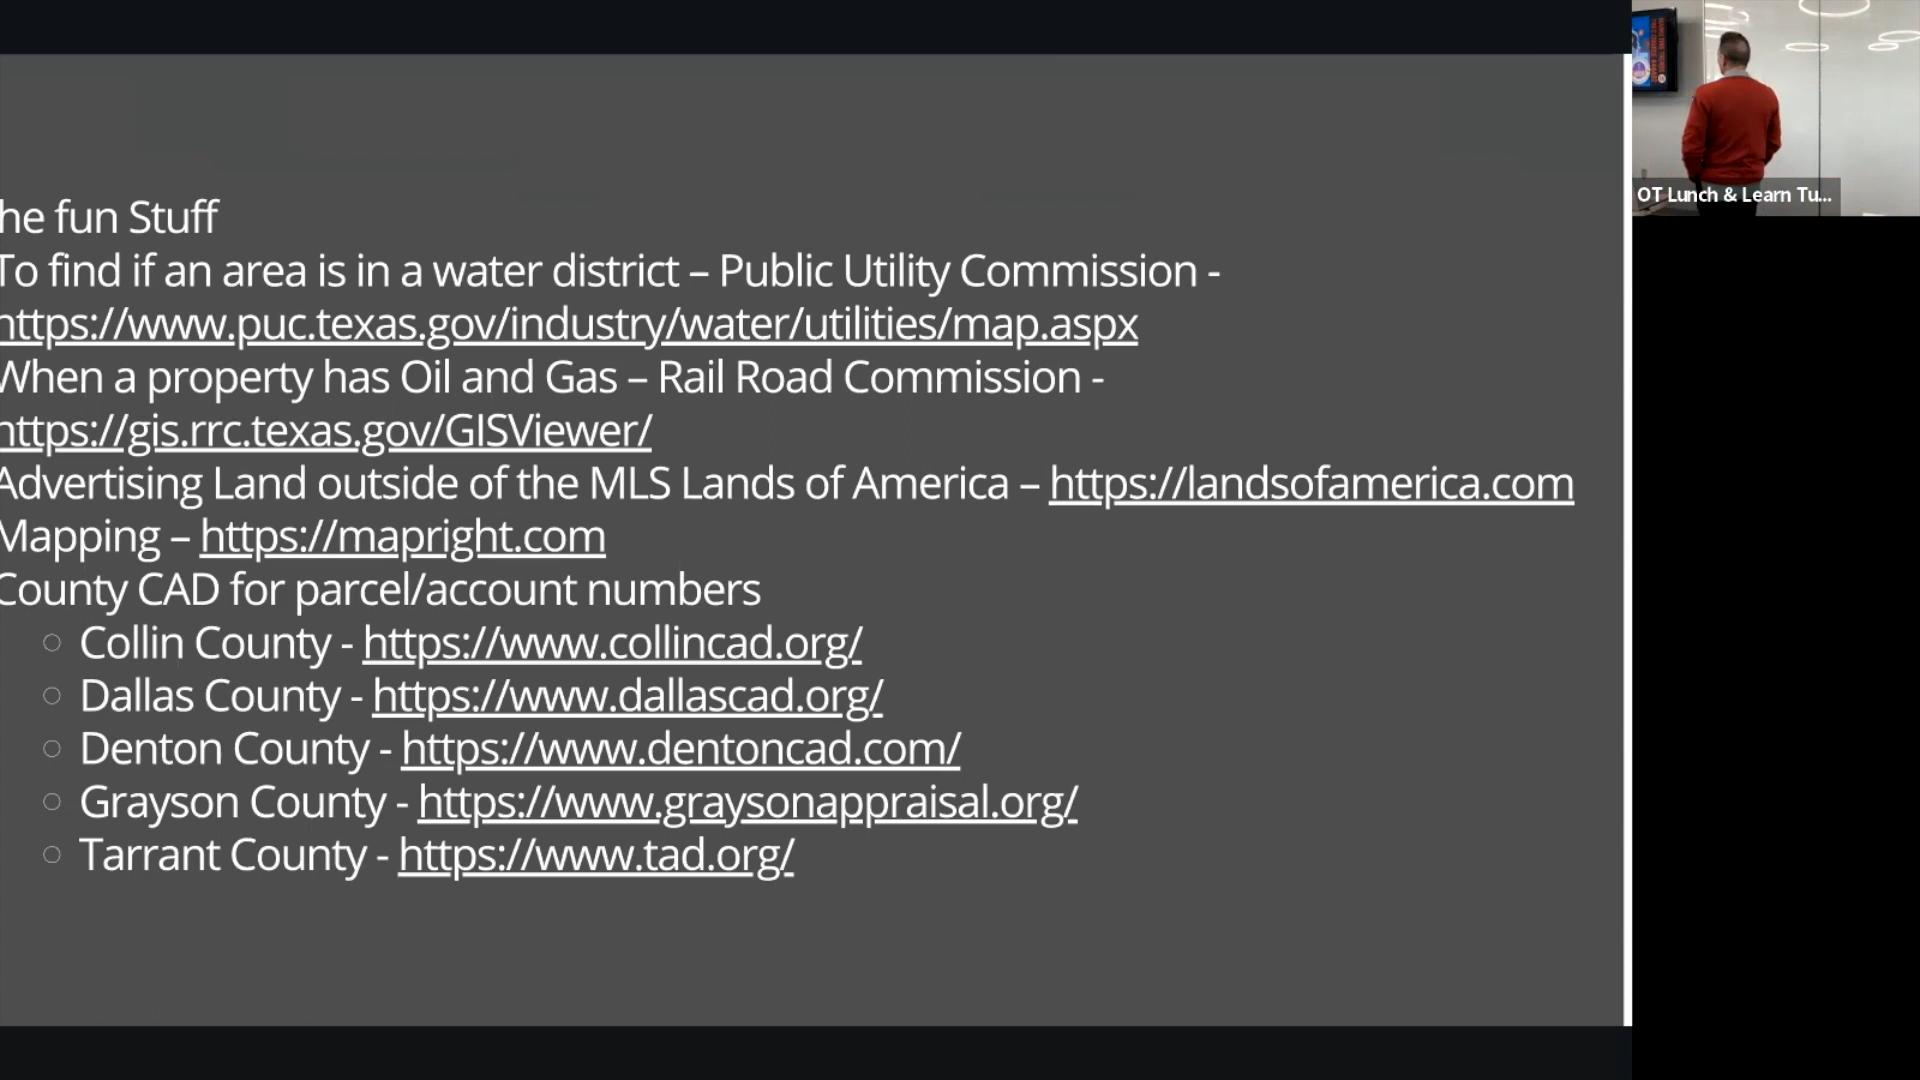 he fun Stuff
To find if an area is in a water district – Public Utility Commission -
https://www.puc.texas.gov/industry/water/utilities/map.aspx
When a property has Oil and Gas – Rail Road Commission -
https://gis.rrc.texas.gov/GISViewer/
Advertising Land outside of the MLS Lands of America – https://landsofamerica.com
Mapping – https://mapright.com
County CAD for parcel/account numbers
Collin County - https://www.collincad.org/
Dallas County - https://www.dallascad.org/
Denton County - https://www.dentoncad.com/
Grayson County - https://www.graysonappraisal.org/
Tarrant County - https://www.tad.org/
OT Lunch & Learn Tu...